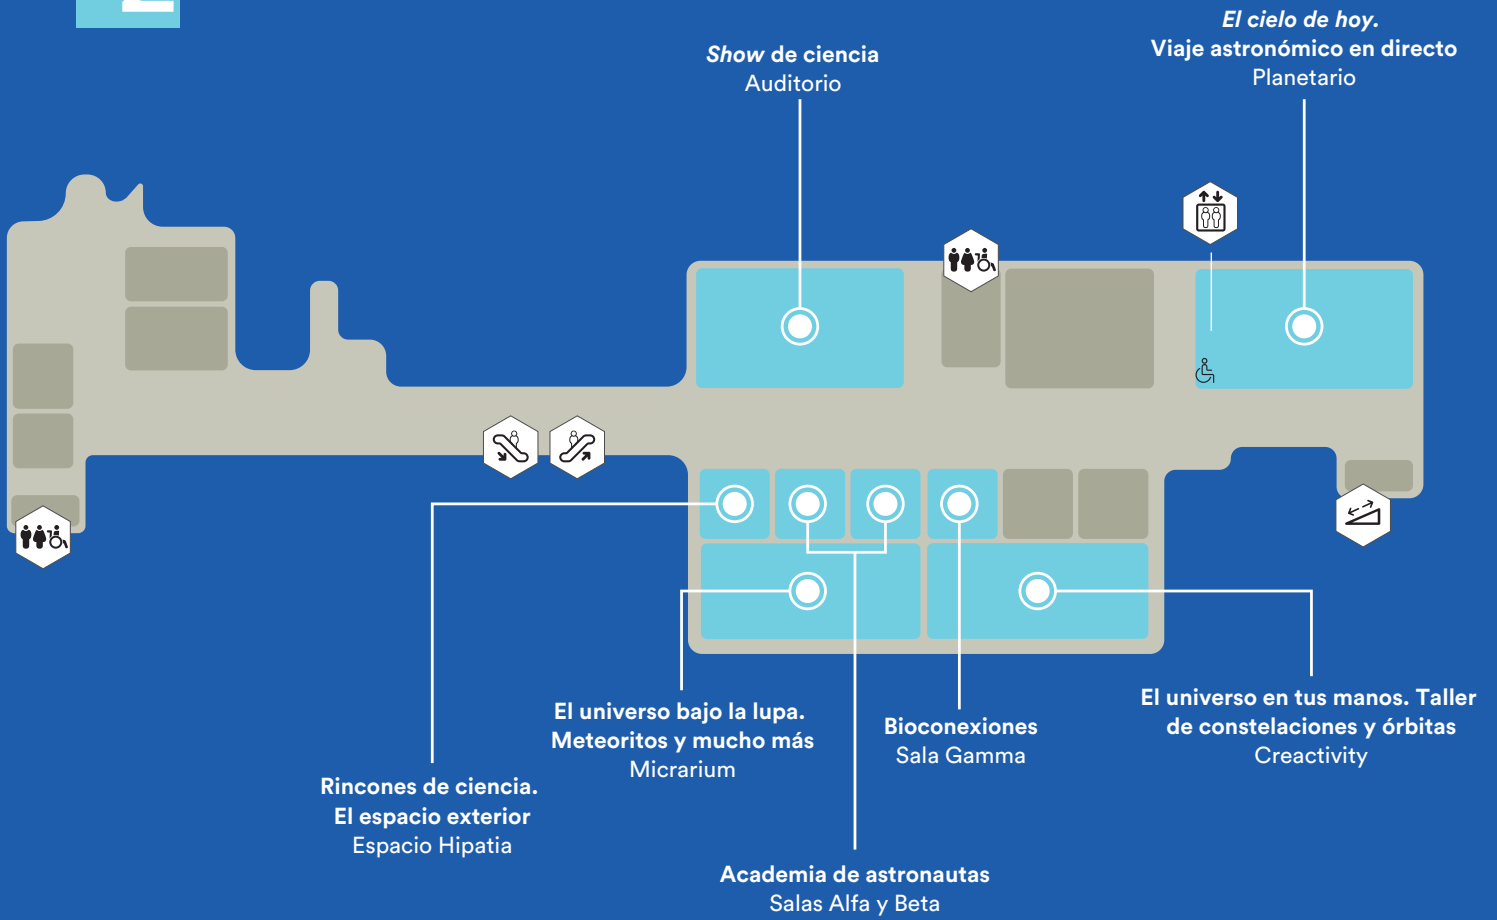 El cielo de hoy.
Viaje astronómico en directo
Planetario
Show de ciencia
Auditorio
El universo bajo la lupa.
Meteoritos y mucho más
Micrarium
Bioconexiones
Sala Gamma
El universo en tus manos. Taller
de constelaciones y órbitas
Creactivity
Rincones de ciencia.
El espacio exterior
Espacio Hipatia
Academia de astronautas
Salas Alfa y Beta